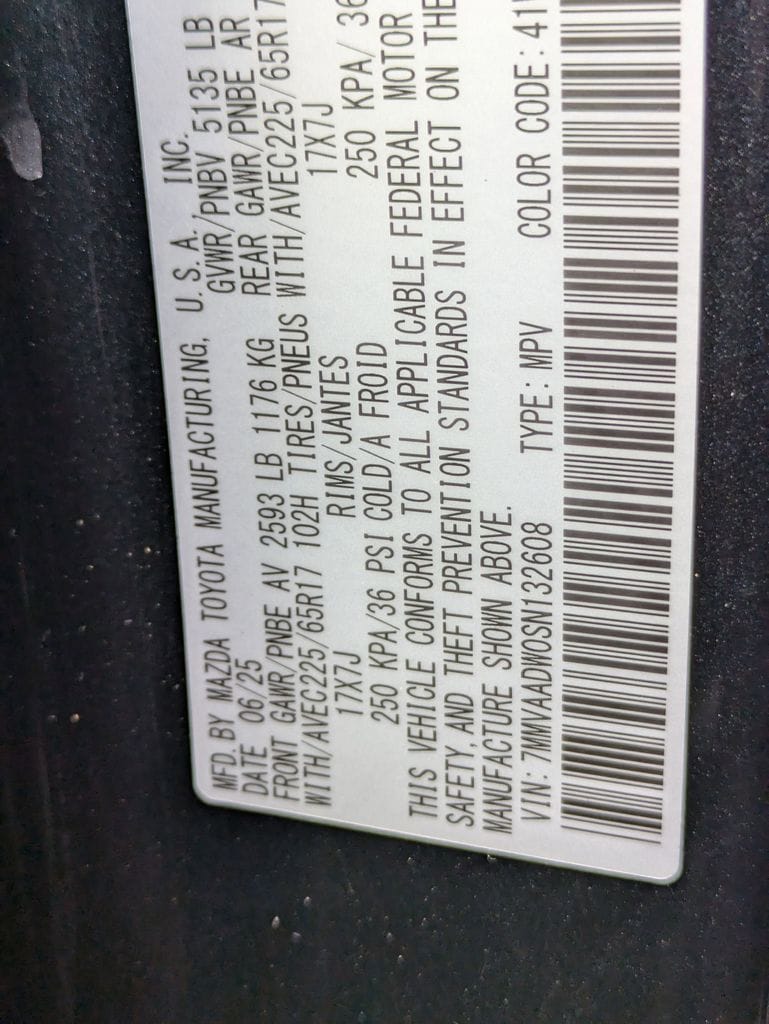 MFD. BY MAZDA TOYOTA MANUFACTURING, U.S.A. INC.
DATE 06/25 GVWR/PNBV 5135 LB
FRONT GAWR/PNBE AV 2593 LB 1176 KG REAR GAWR/PNBE AR
WITH/AVEC225/65R17 102H TIRES/PNEUS WITH/AVEC225/65R17
17X7J RIMS/JANTES 17X7J
250 KPA/36 PSI COLD/A FROID 250 KPA/36
THIS VEHICLE CONFORMS TO ALL APPLICABLE FEDERAL MOTOR
SAFETY, AND THEFT PREVENTION STANDARDS IN EFFECT ON THE
MANUFACTURE SHOWN ABOVE.
VIN: 7MMVAADW0SN132608 TYPE: MPV COLOR CODE: 41